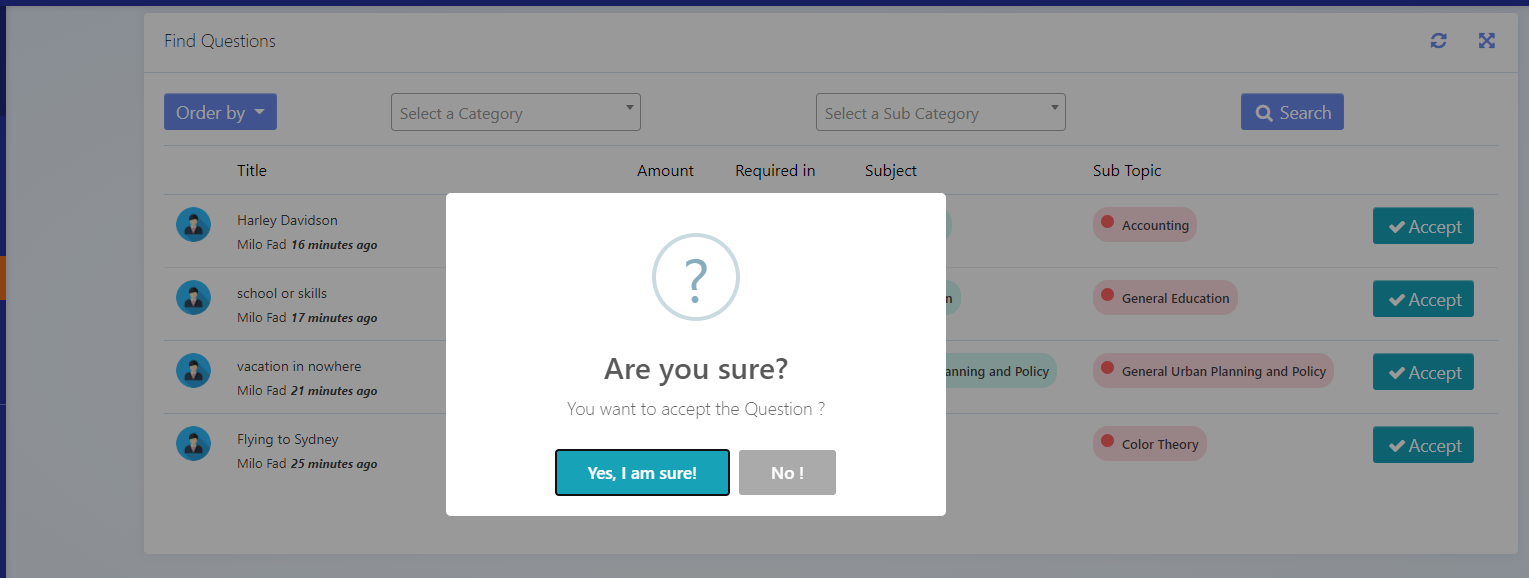 Find Questions
Order by
Select a Category
Select a Sub Category
Search
Title Amount Required in Subject Sub Topic
Harley Davidson
Milo Fad 16 minutes ago
Accounting
Accept
school or skills
Milo Fad 17 minutes ago
General Education
Accept
vacation in nowhere
Milo Fad 21 minutes ago
and Policy
General Urban Planning and Policy
Accept
Flying to Sydney
Milo Fad 25 minutes ago
Color Theory
Accept
?
Are you sure?
You want to accept the Question ?
Yes, I am sure!
No !